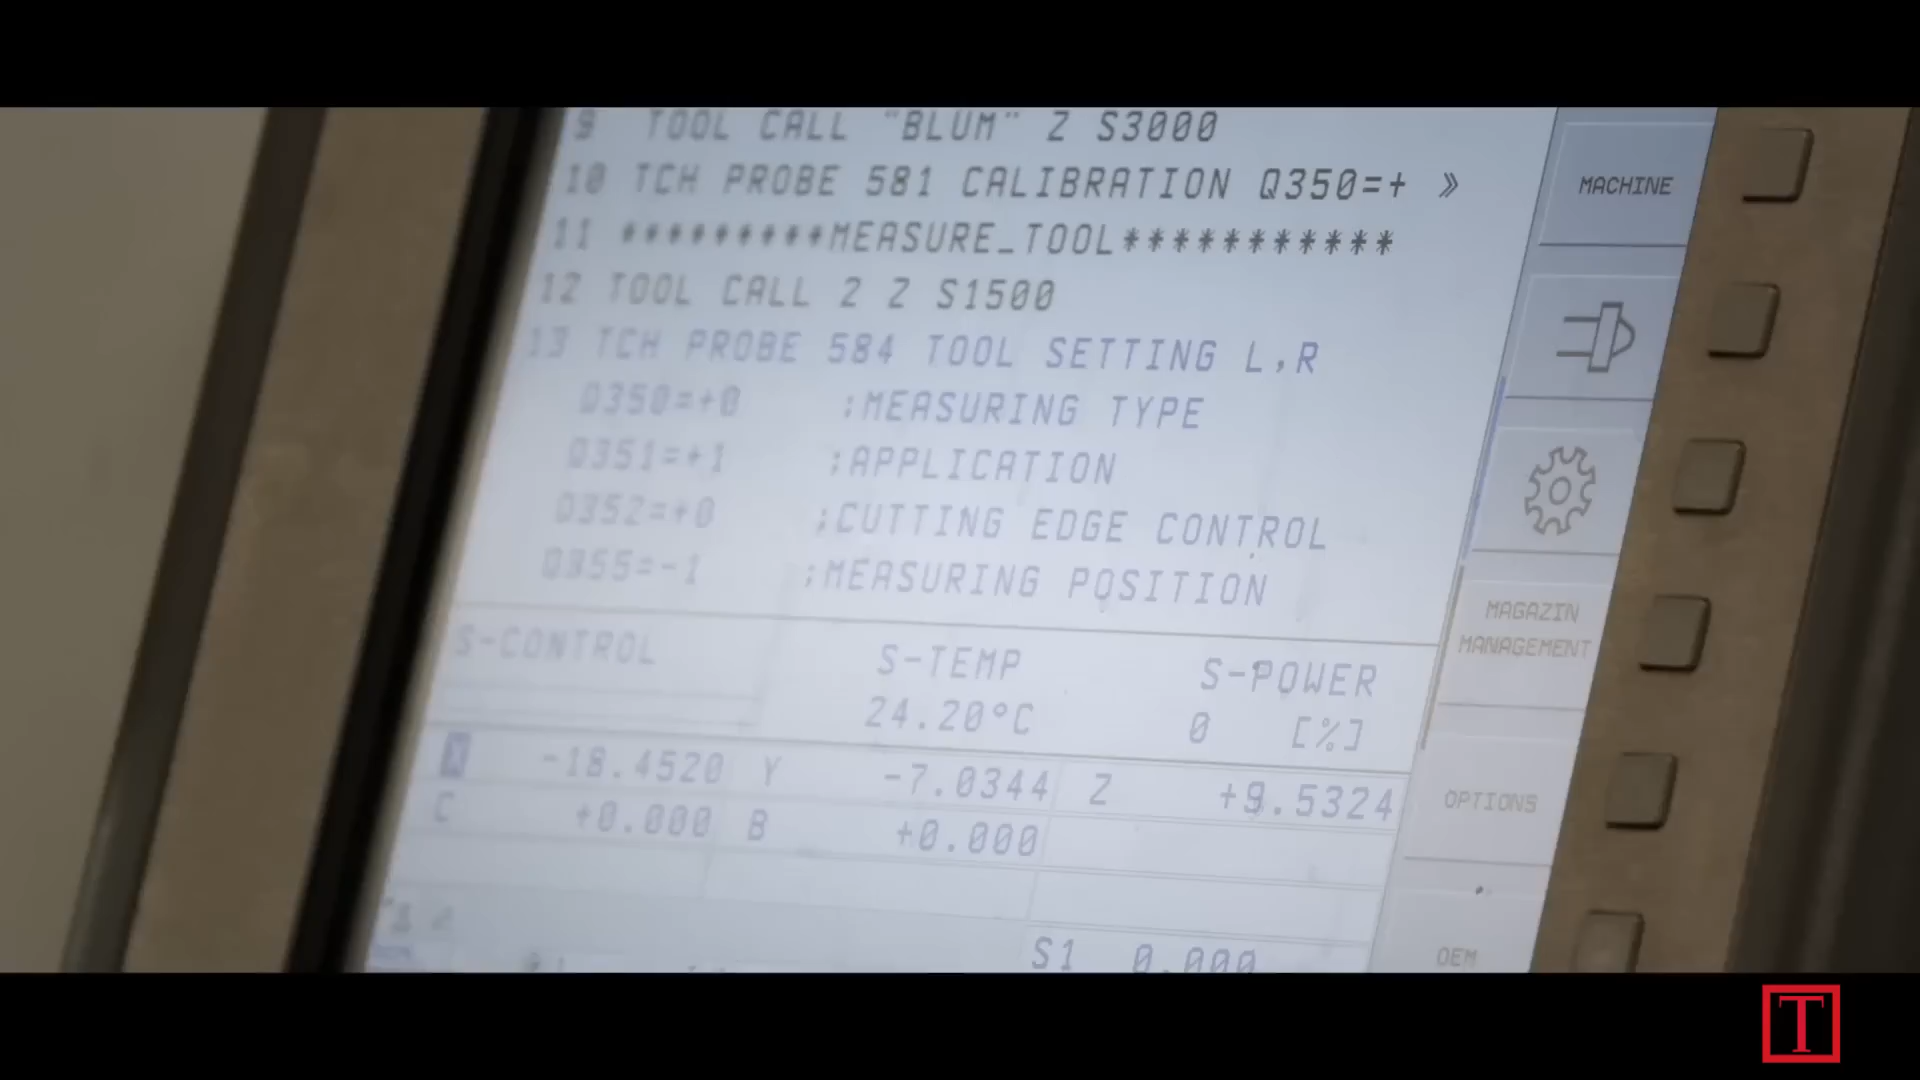 9 TOOL CALL "BLUM" Z S3000
10 TCH PROBE 581 CALIBRATION Q350=+ »
11 *********MEASURE_TOOL***********
12 TOOL CALL 2 Z S1500
13 TCH PROBE 584 TOOL SETTING L,R
Q350=+0 ;MEASURING TYPE
Q351=+1 ;APPLICATION
Q352=+0 ;CUTTING EDGE CONTROL
Q355=-1 ;MEASURING POSITION
S-CONTROL S-TEMP S-POWER
24.20°C 0 [%]
X -18.4520 Y -7.0344 Z +9.5324
C +0.000 B +0.000
S1 0.000
MACHINE
MAGAZIN
MANAGEMENT
OPTIONS
OEM
T